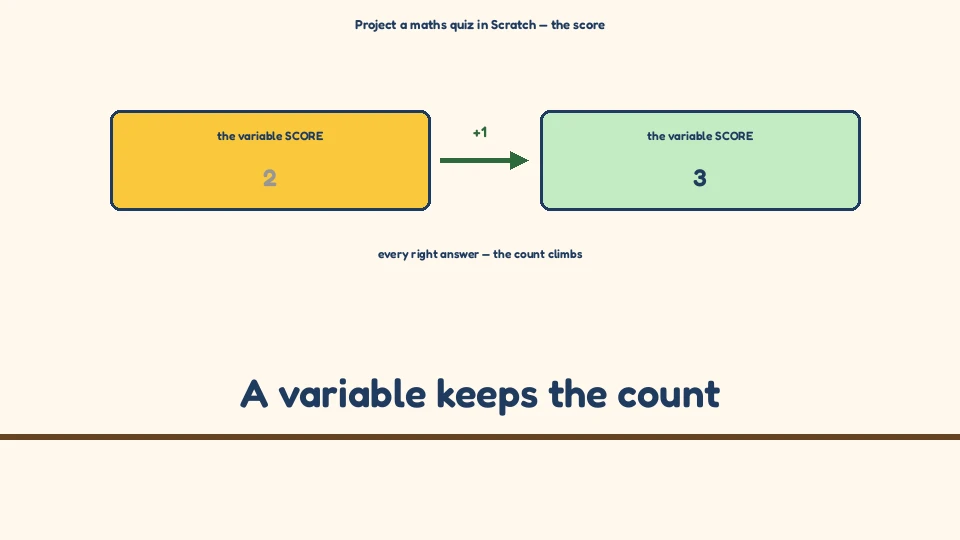 Project a maths quiz in Scratch — the score
the variable SCORE
2
+1
the variable SCORE
3
every right answer — the count climbs
A variable keeps the count